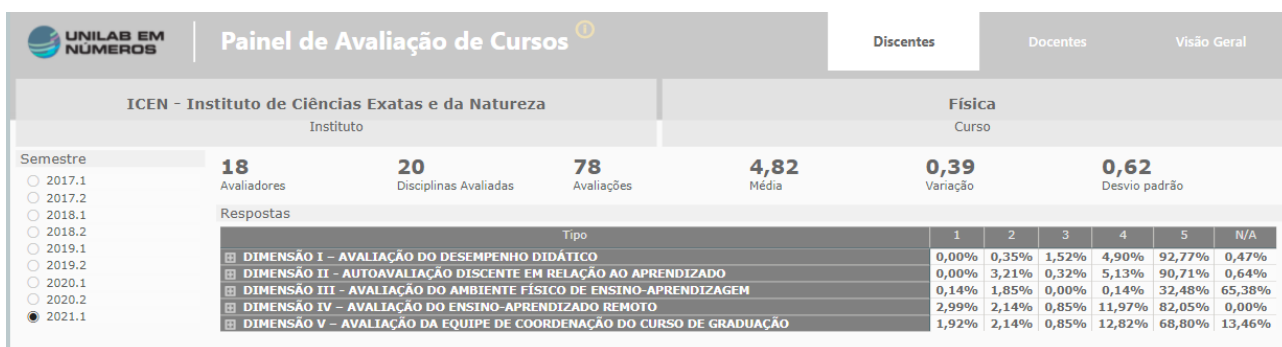 UNILAB EM
NÚMEROS
Painel de Avaliação de Cursos
Discentes Docentes Visão Geral
ICEN - Instituto de Ciências Exatas e da Natureza
Instituto
Física
Curso
Semestre
2017.1
2017.2
2018.1
2018.2
2019.1
2019.2
2020.1
2020.2
2021.1
18 20 78 4,82 0,39 0,62
Avaliadores Disciplinas Avaliadas Avaliações Média Variação Desvio padrão
Respostas
Tipo 1 2 3 4 5 N/A
DIMENSÃO I – AVALIAÇÃO DO DESEMPENHO DIDÁTICO 0,00% 0,35% 1,52% 4,90% 92,77% 0,47%
DIMENSÃO II - AUTOAVALIAÇÃO DISCENTE EM RELAÇÃO AO APRENDIZADO 0,00% 3,21% 0,32% 5,13% 90,71% 0,64%
DIMENSÃO III - AVALIAÇÃO DO AMBIENTE FÍSICO DE ENSINO-APRENDIZAGEM 0,14% 1,85% 0,00% 0,14% 32,48% 65,38%
DIMENSÃO IV – AVALIAÇÃO DO ENSINO-APRENDIZADO REMOTO 2,99% 2,14% 0,85% 11,97% 82,05% 0,00%
DIMENSÃO V – AVALIAÇÃO DA EQUIPE DE COORDENAÇÃO DO CURSO DE GRADUAÇÃO 1,92% 2,14% 0,85% 12,82% 68,80% 13,46%